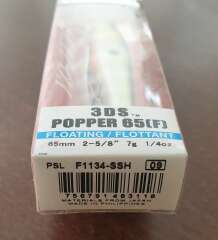 3DS™
POPPER 65(F)
FLOATING / FLOTTANT
65mm 2-5/8" 7g 1/4oz
PSL F1134-SSH 09
MATERIALS FROM JAPAN
MADE IN PHILIPPINES